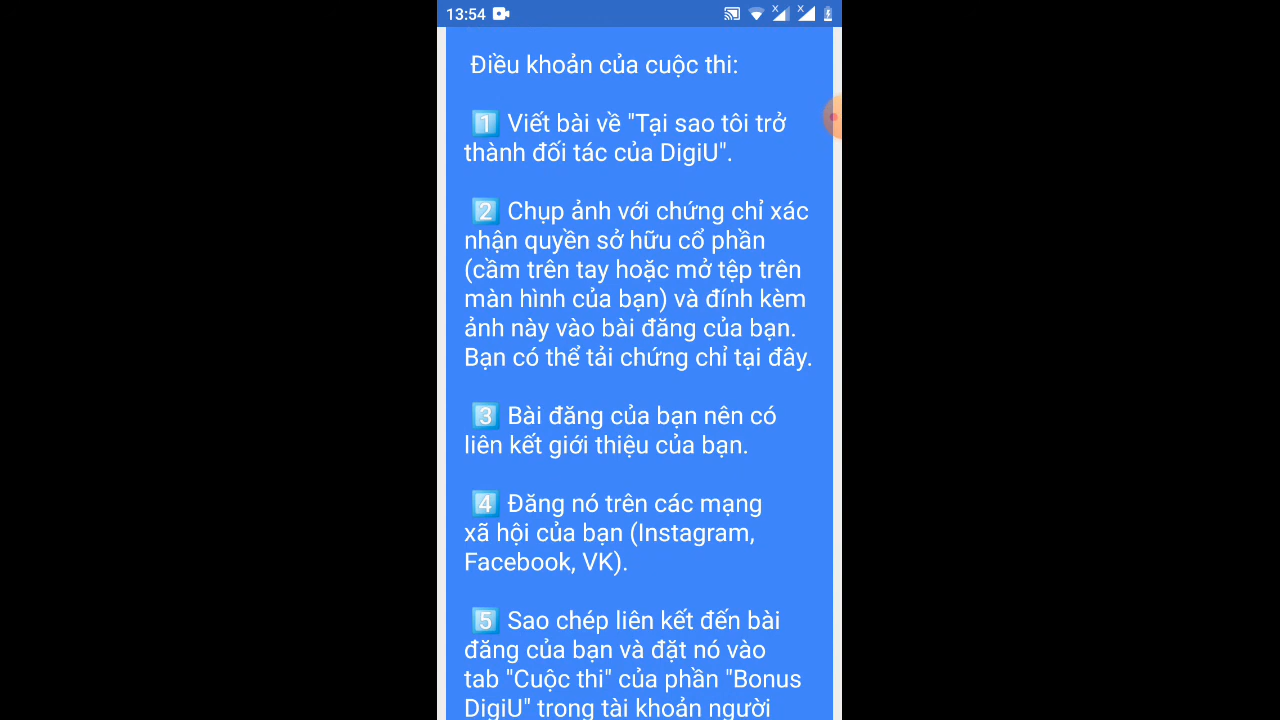 13:54
Điều khoản của cuộc thi:
1 Viết bài về "Tại sao tôi trở
thành đối tác của DigiU".
2 Chụp ảnh với chứng chỉ xác
nhận quyền sở hữu cổ phần
(cầm trên tay hoặc mở tệp trên
màn hình của bạn) và đính kèm
ảnh này vào bài đăng của bạn.
Bạn có thể tải chứng chỉ tại đây.
3 Bài đăng của bạn nên có
liên kết giới thiệu của bạn.
4 Đăng nó trên các mạng
xã hội của bạn (Instagram,
Facebook, VK).
5 Sao chép liên kết đến bài
đăng của bạn và đặt nó vào
tab "Cuộc thi" của phần "Bonus
DigiU" trong tài khoản người